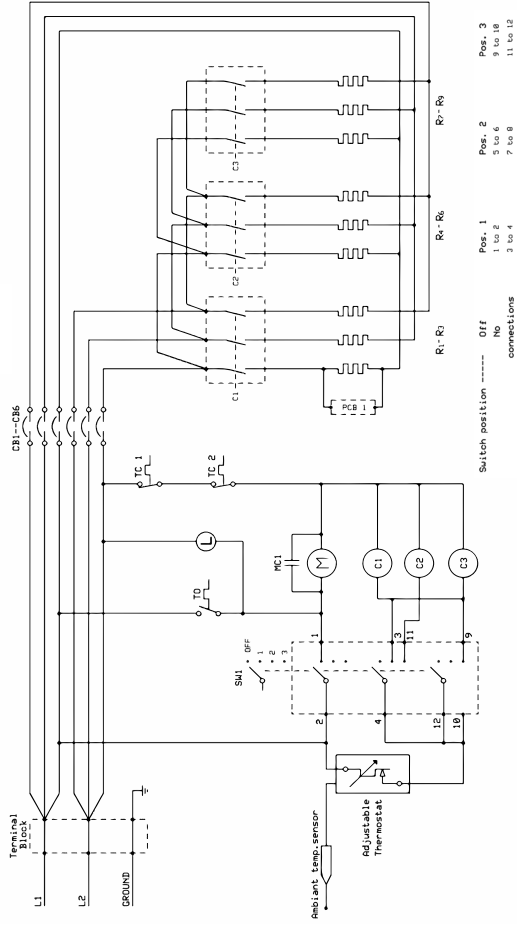 Terminal
Block
L1
L2
GROUND
CB1--CB6
TC 1
TC 2
TO
L
MC1
M
C1
C2
C3
SW1
OFF
1
2
3
1
3
11
9
2
4
12
10
Ambiant temp.sensor
Adjustable
Thermostat
C1
C2
C3
PCB 1
R1-R3
R4-R6
R7-R9
Switch position ----- Off Pos. 1 Pos. 2 Pos. 3
No 1 to 2 5 to 6 9 to 10
connections 3 to 4 7 to 8 11 to 12